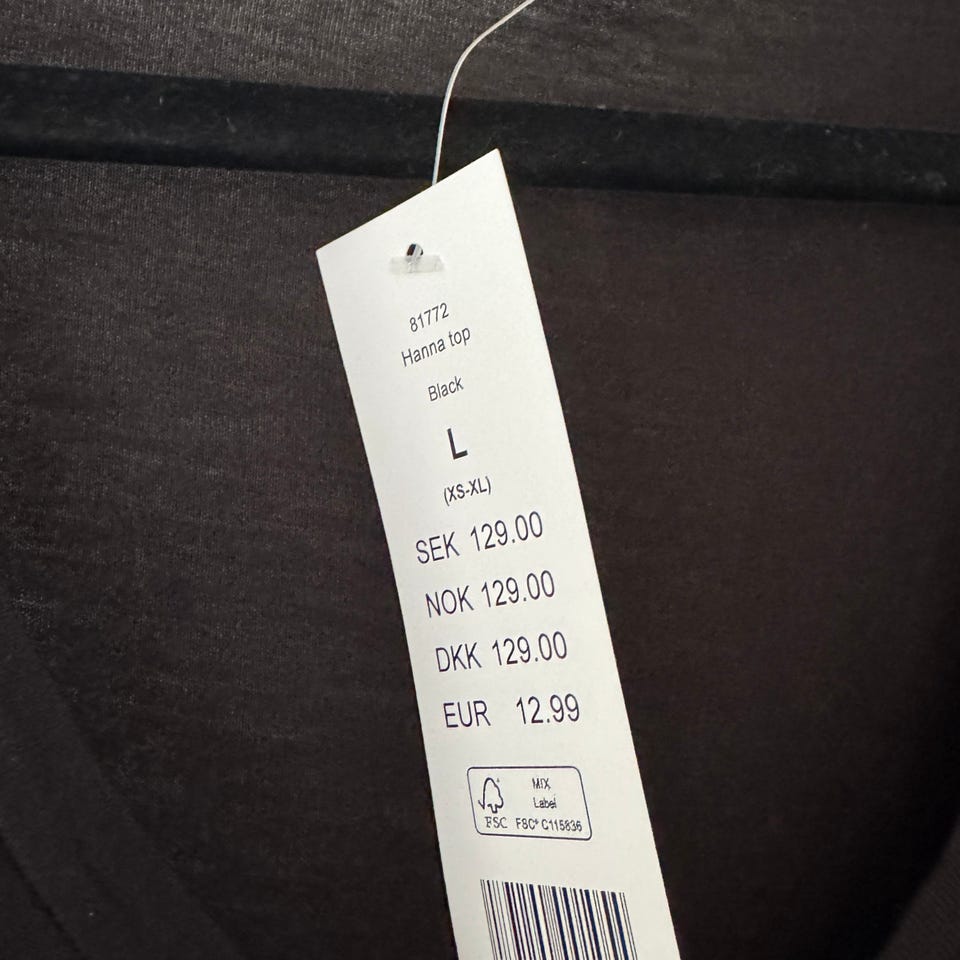 81772
Hanna top
Black
L
(XS-XL)
SEK 129.00
NOK 129.00
DKK 129.00
EUR 12.99
MIX
Label
FSC FSC® C115836